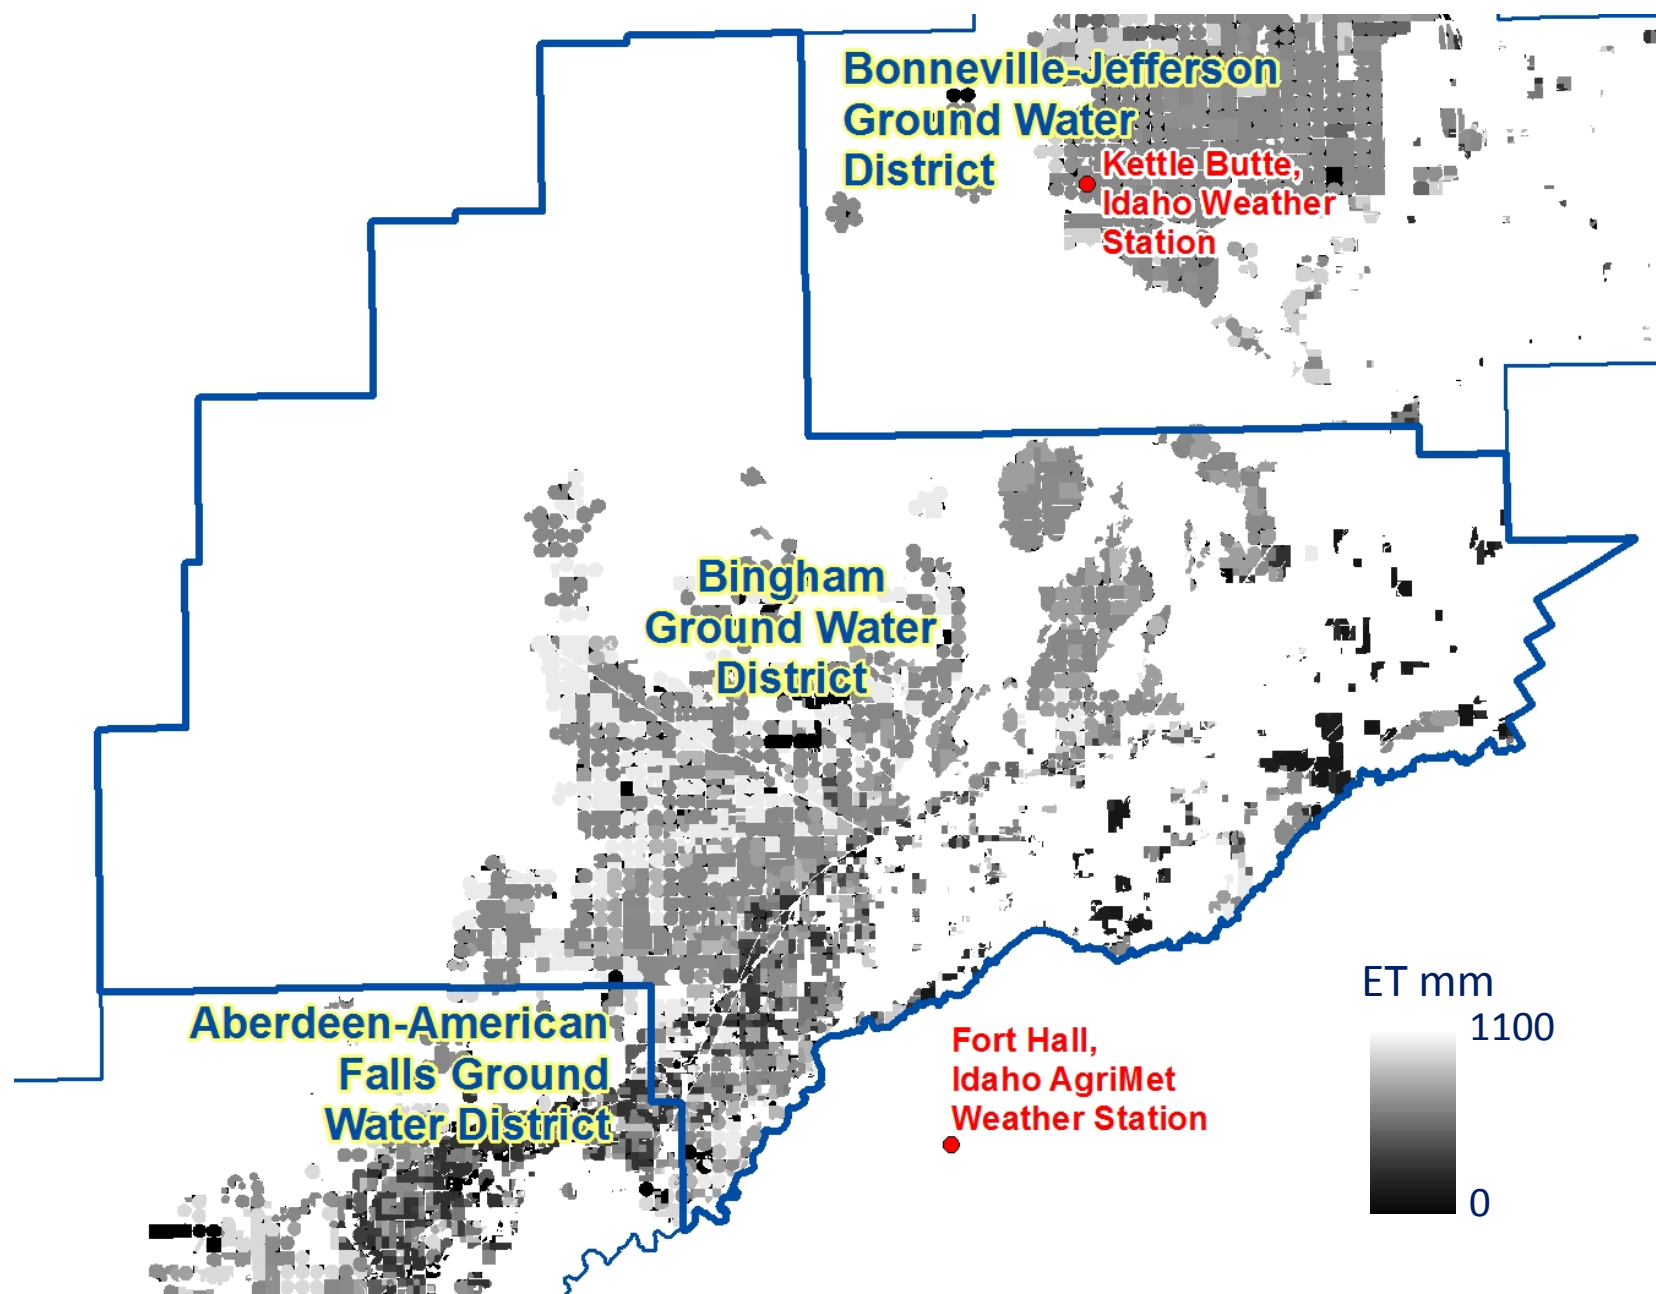 Bonneville-Jefferson
Ground Water
District
Kettle Butte,
Idaho Weather
Station
Bingham
Ground Water
District
Aberdeen-American
Falls Ground
Water District
Fort Hall,
Idaho AgriMet
Weather Station
ET mm
1100
0